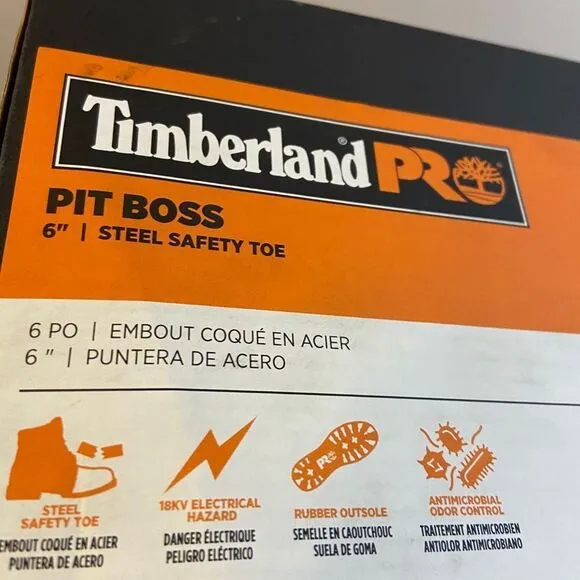 Timberland® PRO®
PIT BOSS
6" | STEEL SAFETY TOE
6 PO | EMBOUT COQUÉ EN ACIER
6 " | PUNTERA DE ACERO
STEEL
SAFETY TOE
EMBOUT COQUÉ EN ACIER
PUNTERA DE ACERO
18KV ELECTRICAL
HAZARD
DANGER ÉLECTRIQUE
PELIGRO ELÉCTRICO
PRO
RUBBER OUTSOLE
SEMELLE EN CAOUTCHOUC
SUELA DE GOMA
ANTIMICROBIAL
ODOR CONTROL
TRAITEMENT ANTIMICROBIEN
ANTIOLOR ANTIMICROBIANO